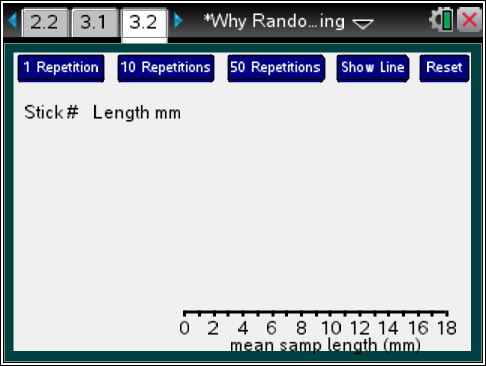 2.2 3.1 3.2 *Why Rando...ing
1 Repetition 10 Repetitions 50 Repetitions Show Line Reset
Stick# Length mm
0 2 4 6 8 10 12 14 16 18
mean samp length (mm)